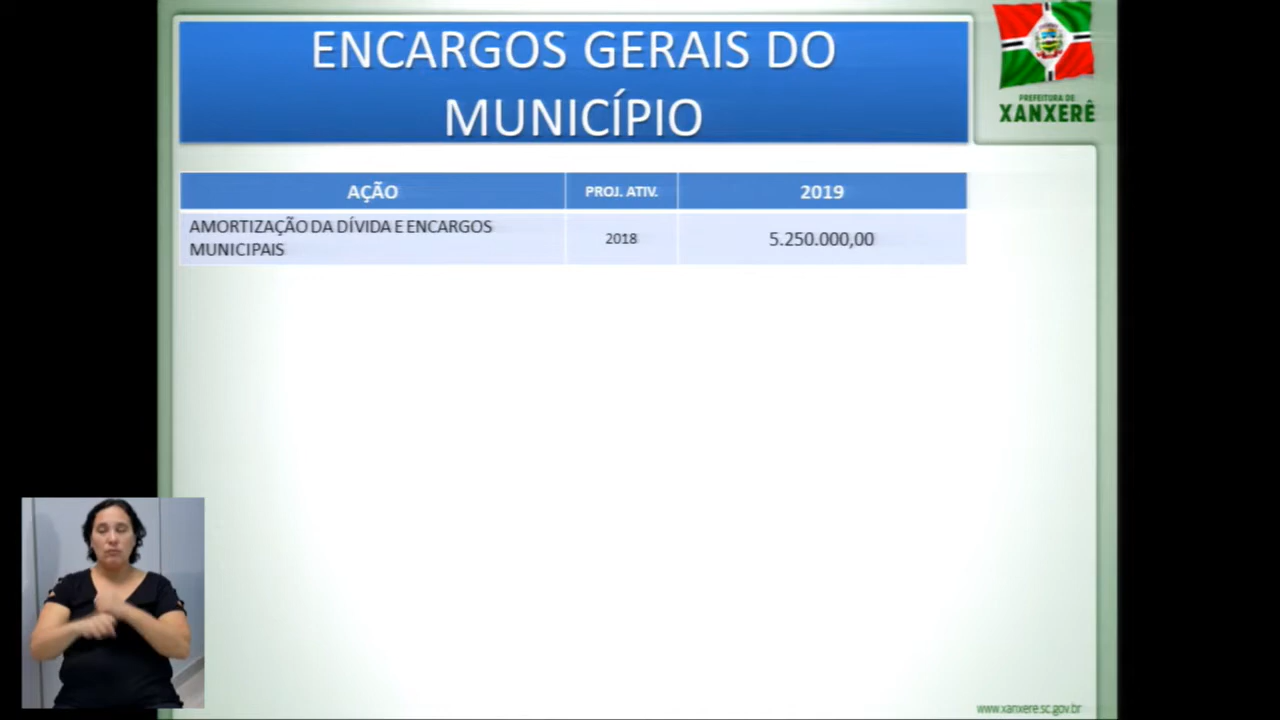 ENCARGOS GERAIS DO
MUNICÍPIO
PREFEITURA DE
XANXERÊ
AÇÃO PROJ. ATIV. 2019
AMORTIZAÇÃO DA DÍVIDA E ENCARGOS
MUNICIPAIS 2018 5.250.000,00
www.xanxere.sc.gov.br